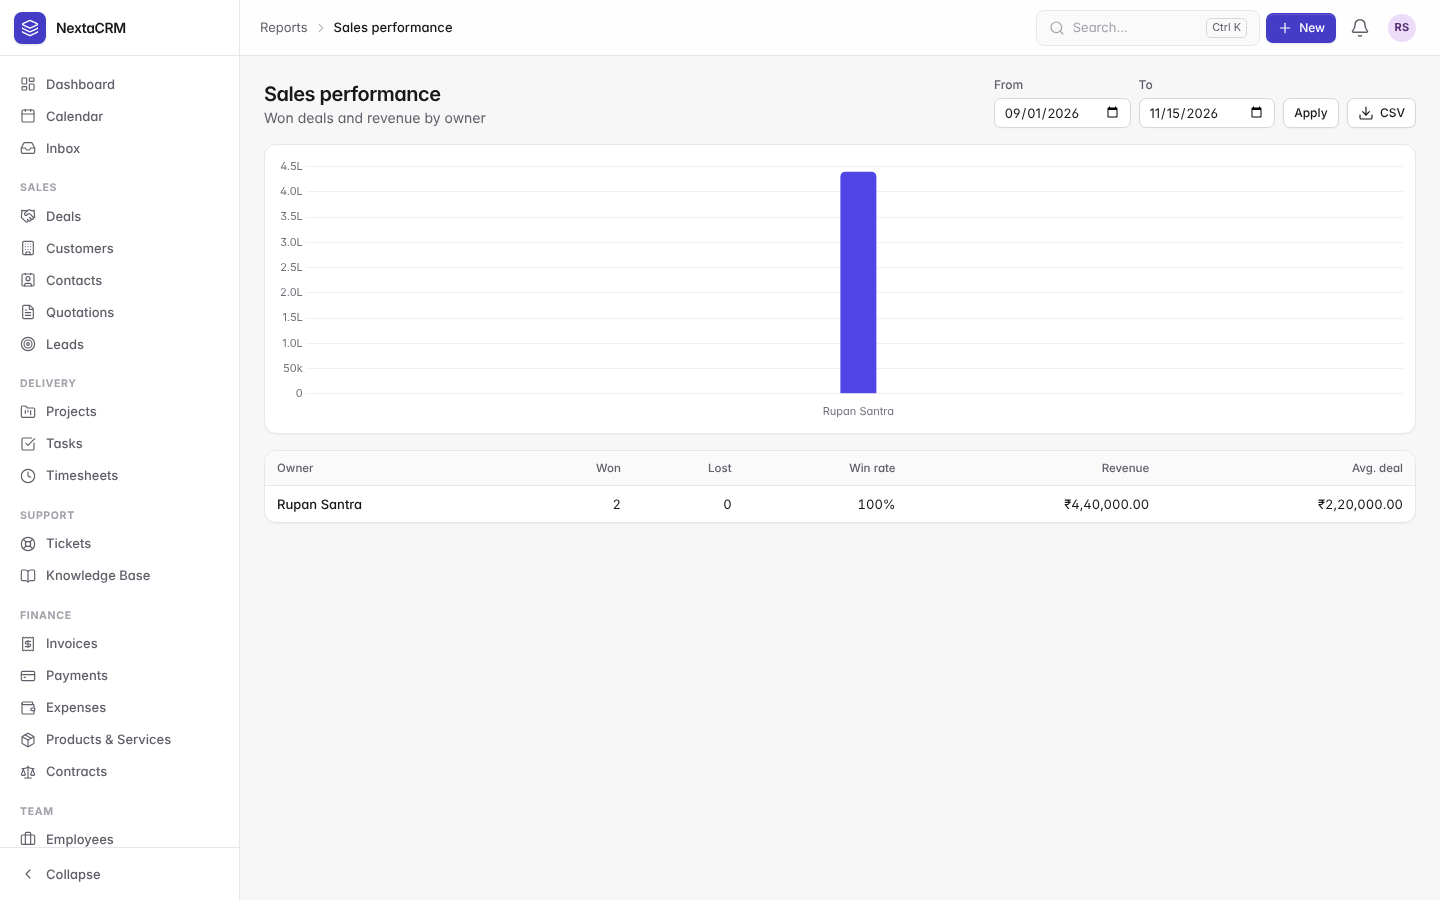 NextaCRM
Reports
Sales performance
Search...
Ctrl K
New
RS
Dashboard
Calendar
Inbox
SALES
Deals
Customers
Contacts
Quotations
Leads
DELIVERY
Projects
Tasks
Timesheets
SUPPORT
Tickets
Knowledge Base
FINANCE
Invoices
Payments
Expenses
Products & Services
Contracts
TEAM
Employees
Collapse
Sales performance
Won deals and revenue by owner
From
To
09/01/2026
11/15/2026
Apply
CSV
4.5L
4.0L
3.5L
3.0L
2.5L
2.0L
1.5L
1.0L
50k
0
Rupan Santra
Owner Won Lost Win rate Revenue Avg. deal
Rupan Santra 2 0 100% ₹4,40,000.00 ₹2,20,000.00